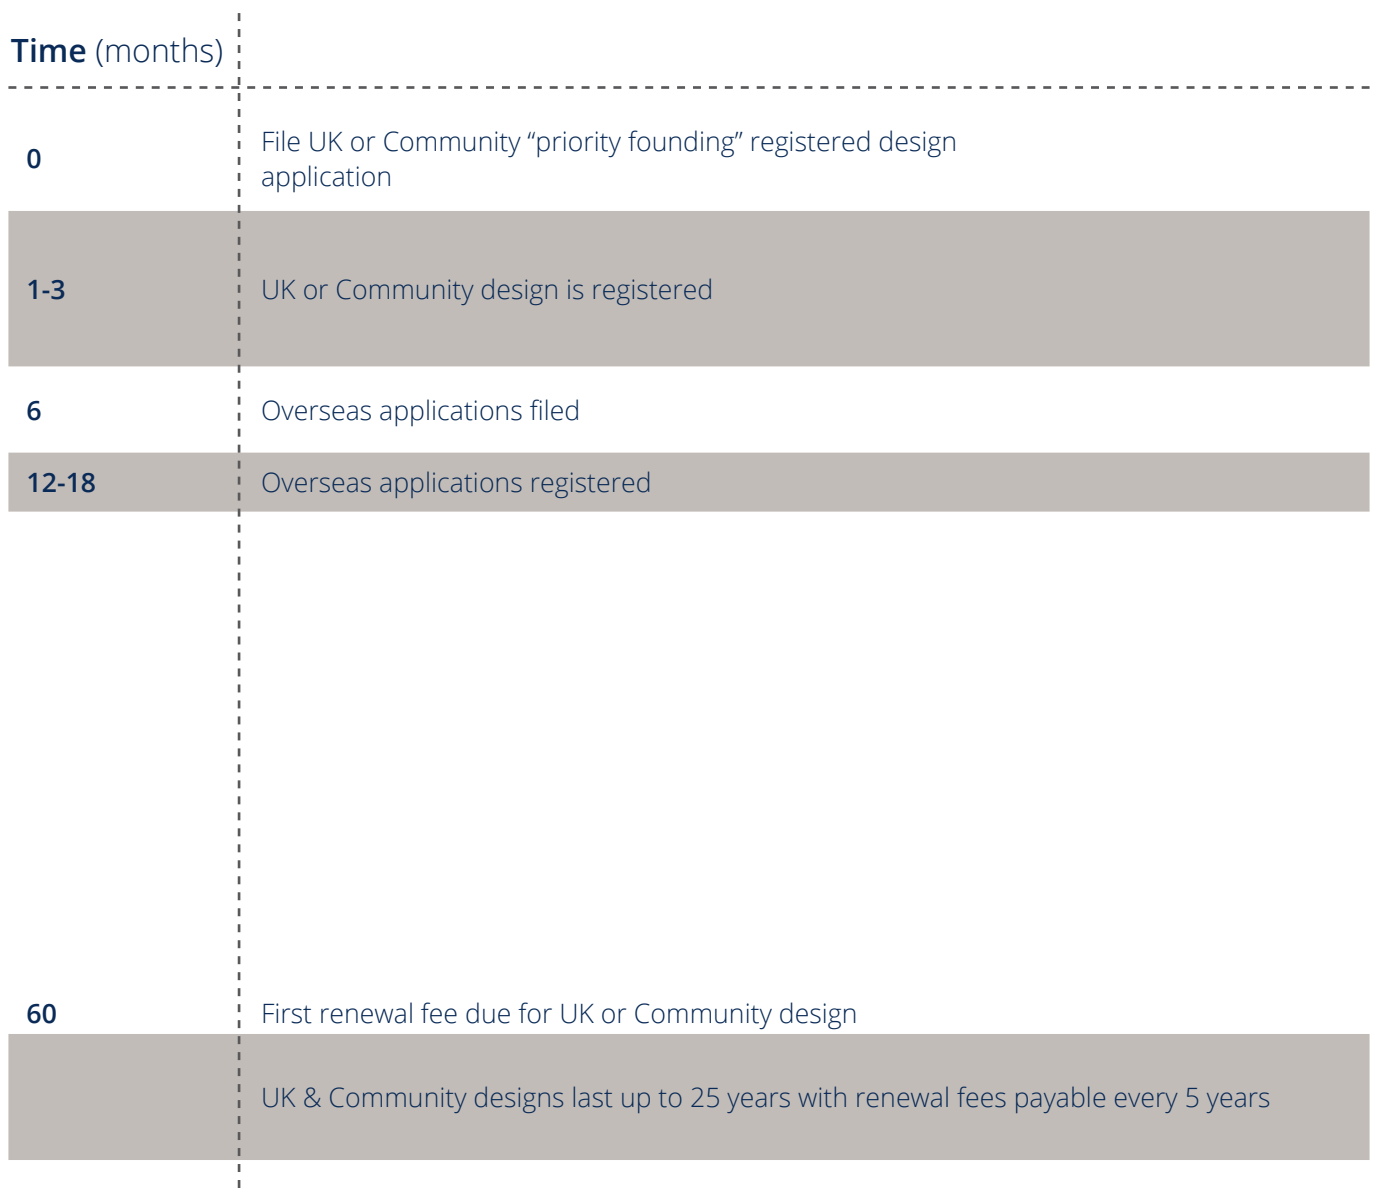 Time (months)
0
File UK or Community “priority founding” registered design
application
1-3
UK or Community design is registered
6
Overseas applications filed
12-18
Overseas applications registered
60
First renewal fee due for UK or Community design
UK & Community designs last up to 25 years with renewal fees payable every 5 years